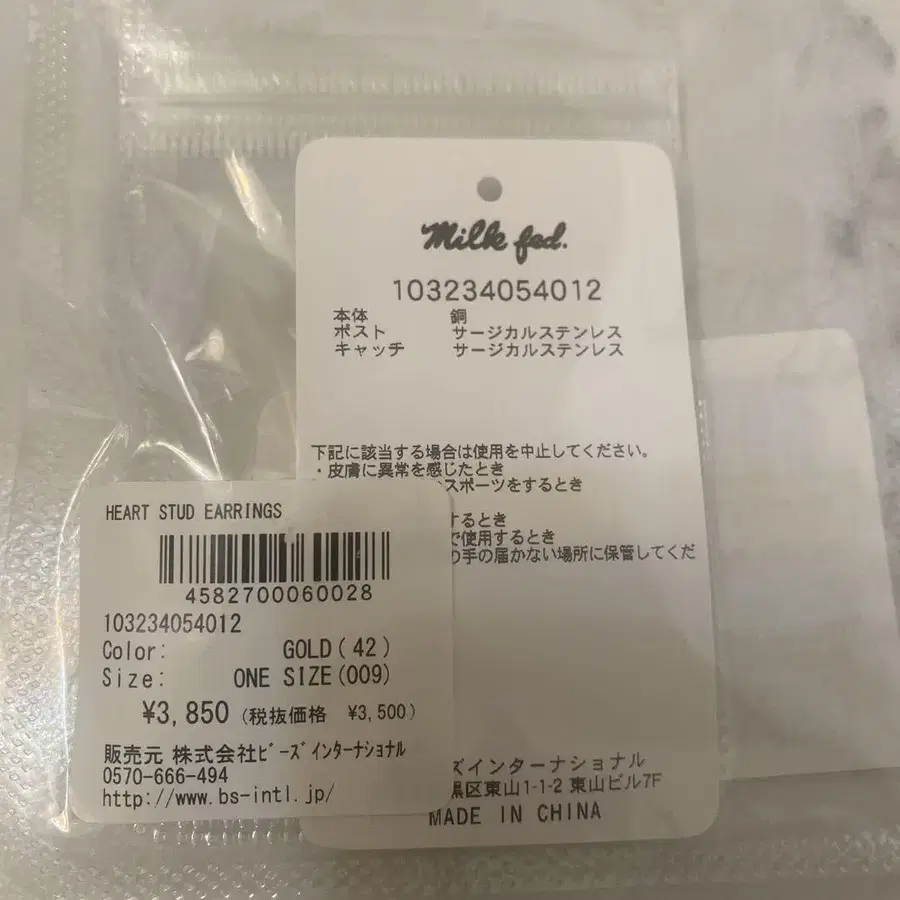 Milk fed.
103234054012
本体 銅
ポスト サージカルステンレス
キャッチ サージカルステンレス
下記に該当する場合は使用を中止してください。
・皮膚に異常を感じたとき
スポーツをするとき
するとき
で使用するとき
の手の届かない場所に保管してくだ
ズインターナショナル
黒区東山1-1-2 東山ビル7F
MADE IN CHINA
HEART STUD EARRINGS
4582700060028
103234054012
Color: GOLD(42)
Size: ONE SIZE(009)
¥3,850 (税抜価格 ¥3,500)
販売元 株式会社ビーズインターナショナル
0570-666-494
http://www.bs-intl.jp/